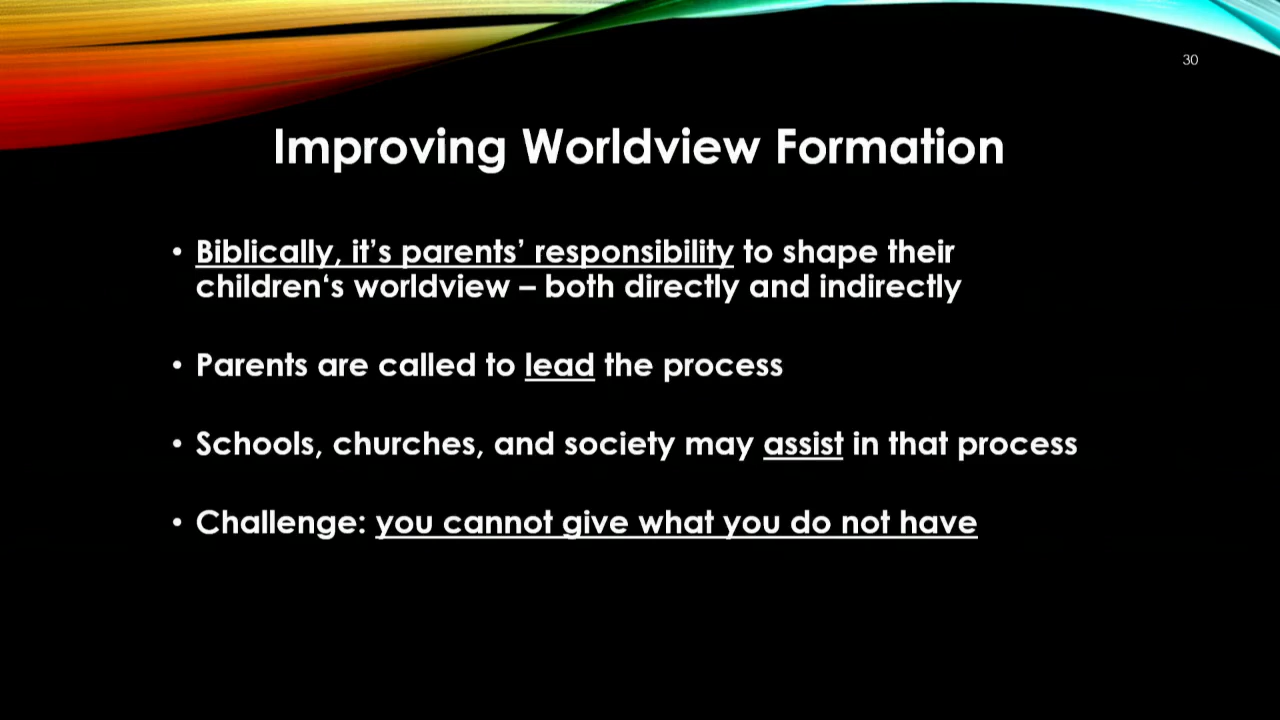 30
Improving Worldview Formation
• Biblically, it’s parents’ responsibility to shape their
children‘s worldview – both directly and indirectly
• Parents are called to lead the process
• Schools, churches, and society may assist in that process
• Challenge: you cannot give what you do not have